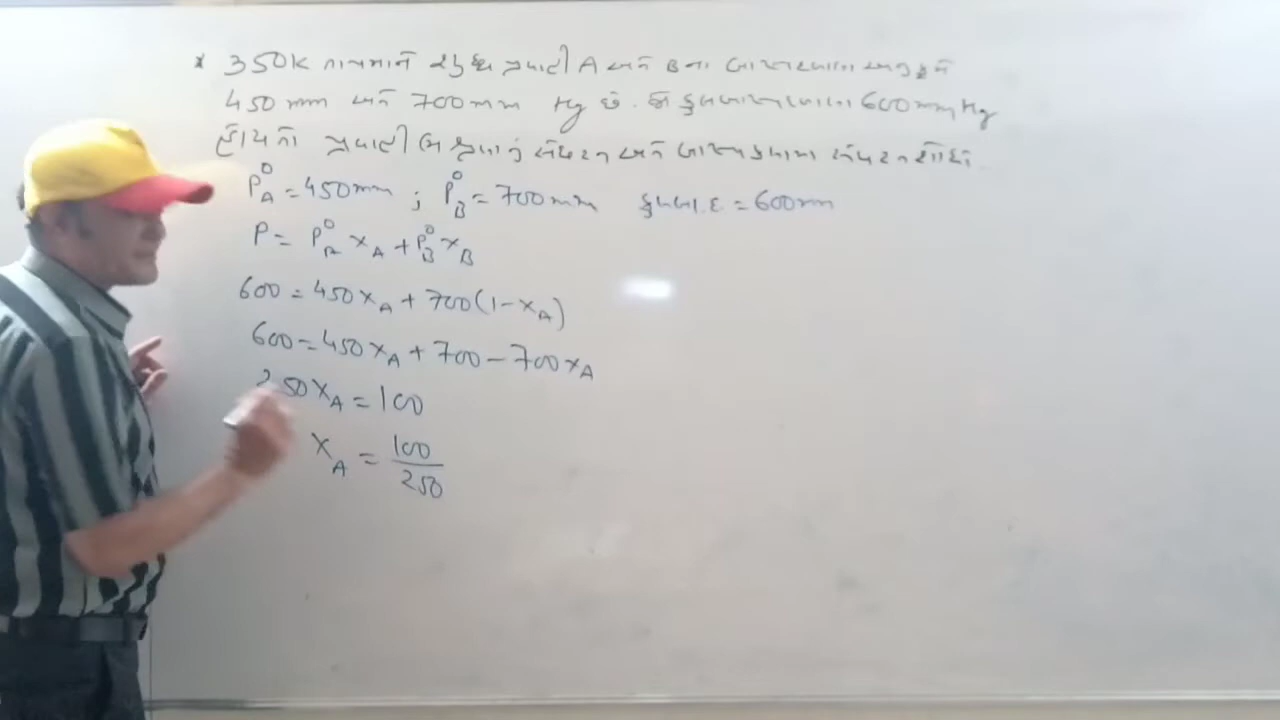 * 350K તાપમાને શુદ્ધ પ્રવાહી A અને B ના બાષ્પદબાણ અનુક્રમે
450 mm અને 700 mm Hg છે. જો કુલબાષ્પદબાણ 600 mm Hg
હોય તો પ્રવાહી મિશ્રણનું સંઘટન અને બાષ્પ કલામાં સંઘટન શોધો.
P°A = 450 mm ; P°B = 700 mm કુલ બા.દ = 600 mm
P = P°A xA + P°B xB
600 = 450 xA + 700 (1 - xA)
600 = 450 xA + 700 - 700 xA
250 xA = 100
xA = 100/250